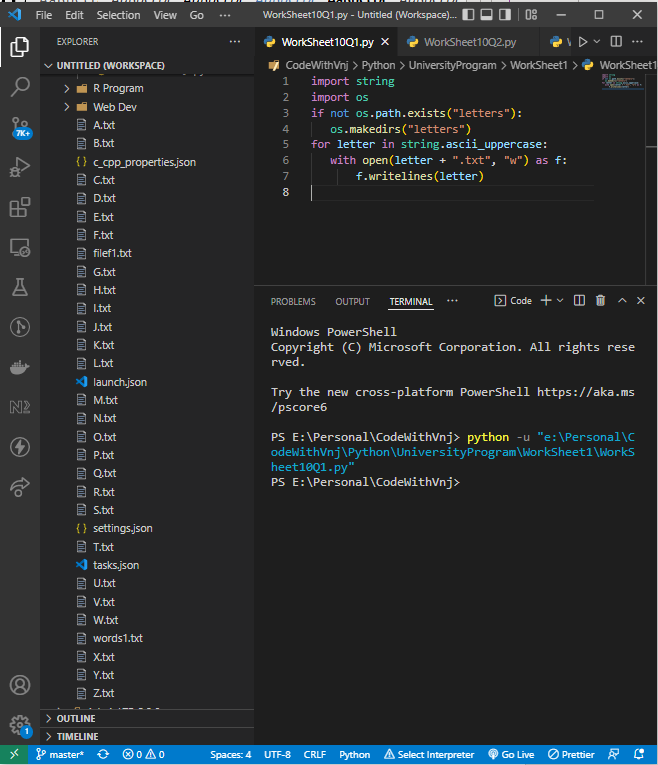 File Edit Selection View Go ··· WorkSheet10Q1.py - Untitled (Workspace)...
EXPLORER ···
UNTITLED (WORKSPACE)
R Program
Web Dev
A.txt
B.txt
c_cpp_properties.json
C.txt
D.txt
E.txt
F.txt
filef1.txt
G.txt
H.txt
I.txt
J.txt
K.txt
L.txt
launch.json
M.txt
N.txt
O.txt
P.txt
Q.txt
R.txt
S.txt
settings.json
T.txt
tasks.json
U.txt
V.txt
W.txt
words1.txt
X.txt
Y.txt
Z.txt
OUTLINE
TIMELINE
7K+
1
WorkSheet10Q1.py WorkSheet10Q2.py
CodeWithVnj > Python > UniversityProgram > WorkSheet1 > WorkSheet10
1 import string
2 import os
3 if not os.path.exists("letters"):
4 os.makedirs("letters")
5 for letter in string.ascii_uppercase:
6 with open(letter + ".txt", "w") as f:
7 f.writelines(letter)
8
PROBLEMS OUTPUT TERMINAL ··· Code
Windows PowerShell
Copyright (C) Microsoft Corporation. All rights rese
rved.
Try the new cross-platform PowerShell https://aka.ms
/pscore6
PS E:\Personal\CodeWithVnj> python -u "e:\Personal\C
odeWithVnj\Python\UniversityProgram\WorkSheet1\WorkS
heet10Q1.py"
PS E:\Personal\CodeWithVnj>
master* 0 0 Spaces: 4 UTF-8 CRLF Python Select Interpreter Go Live Prettier